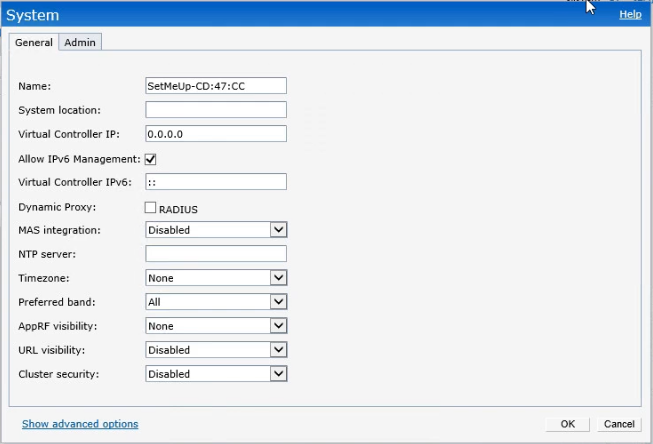 System Help
General Admin
Name: SetMeUp-CD:47:CC
System location:
Virtual Controller IP: 0.0.0.0
Allow IPv6 Management:
Virtual Controller IPv6: ::
Dynamic Proxy: RADIUS
MAS integration: Disabled
NTP server:
Timezone: None
Preferred band: All
AppRF visibility: None
URL visibility: Disabled
Cluster security: Disabled
Show advanced options OK Cancel